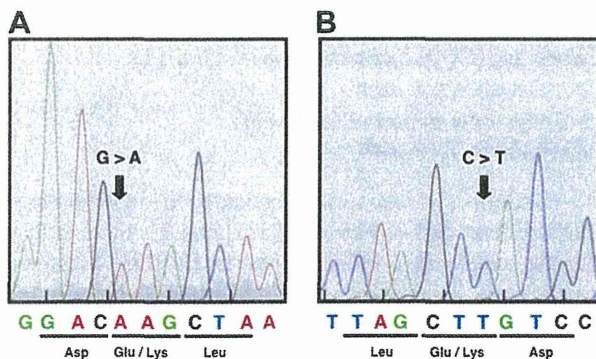 A
G > A
G G A C A A G C T A A
Asp Glu / Lys Leu
B
C > T
T T A G C T T G T C C
Leu Glu / Lys Asp